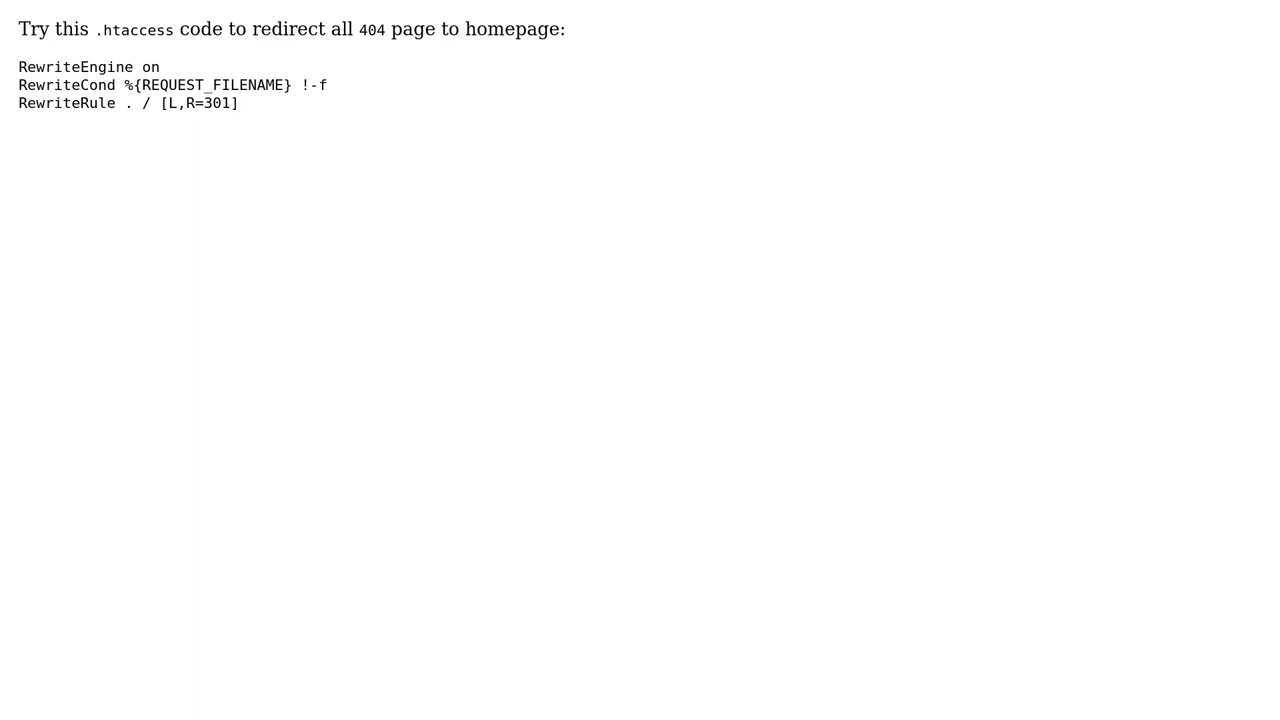 Try this .htaccess code to redirect all 404 page to homepage:
RewriteEngine on
RewriteCond %{REQUEST_FILENAME} !-f
RewriteRule . / [L,R=301]